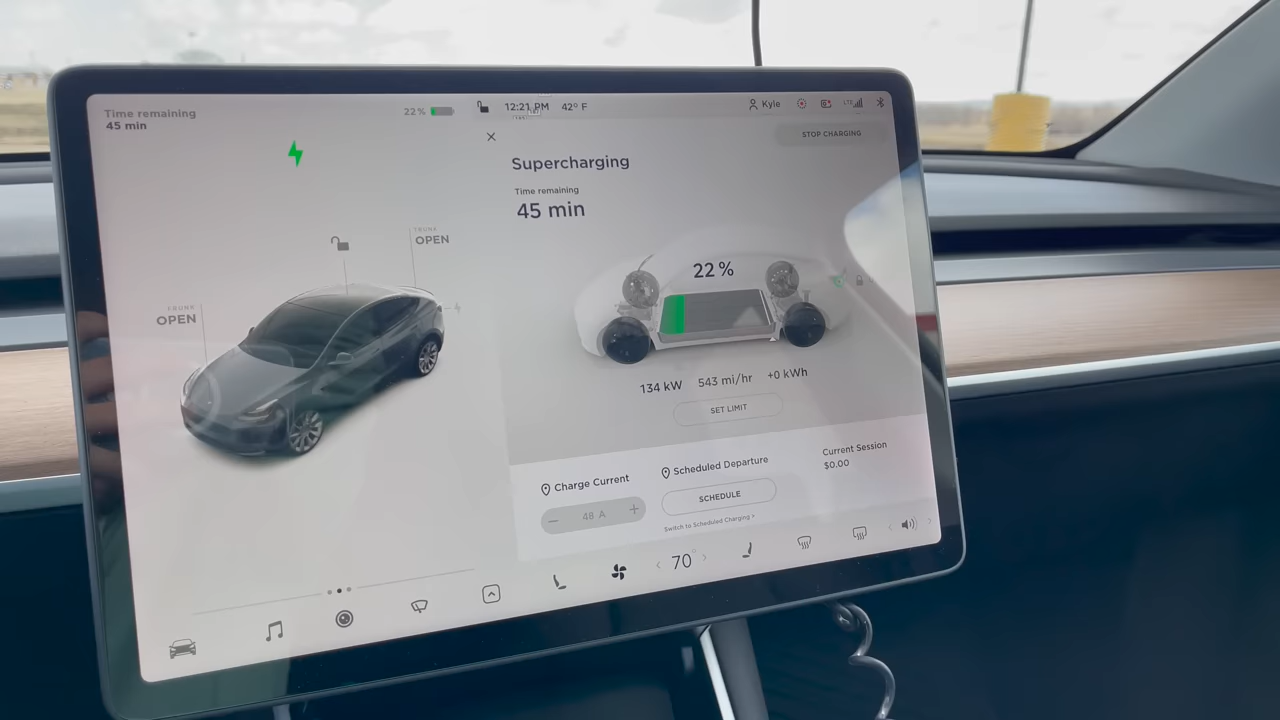 Time remaining
45 min
22 %
12:21 PM
42° F
Kyle
LTE
STOP CHARGING
Supercharging
Time remaining
45 min
TRUNK
OPEN
FRUNK
OPEN
22 %
134 kW 543 mi/hr +0 kWh
SET LIMIT
Charge Current
48 A
Scheduled Departure
SCHEDULE
Switch to Scheduled Charging >
Current Session
$0.00
70°